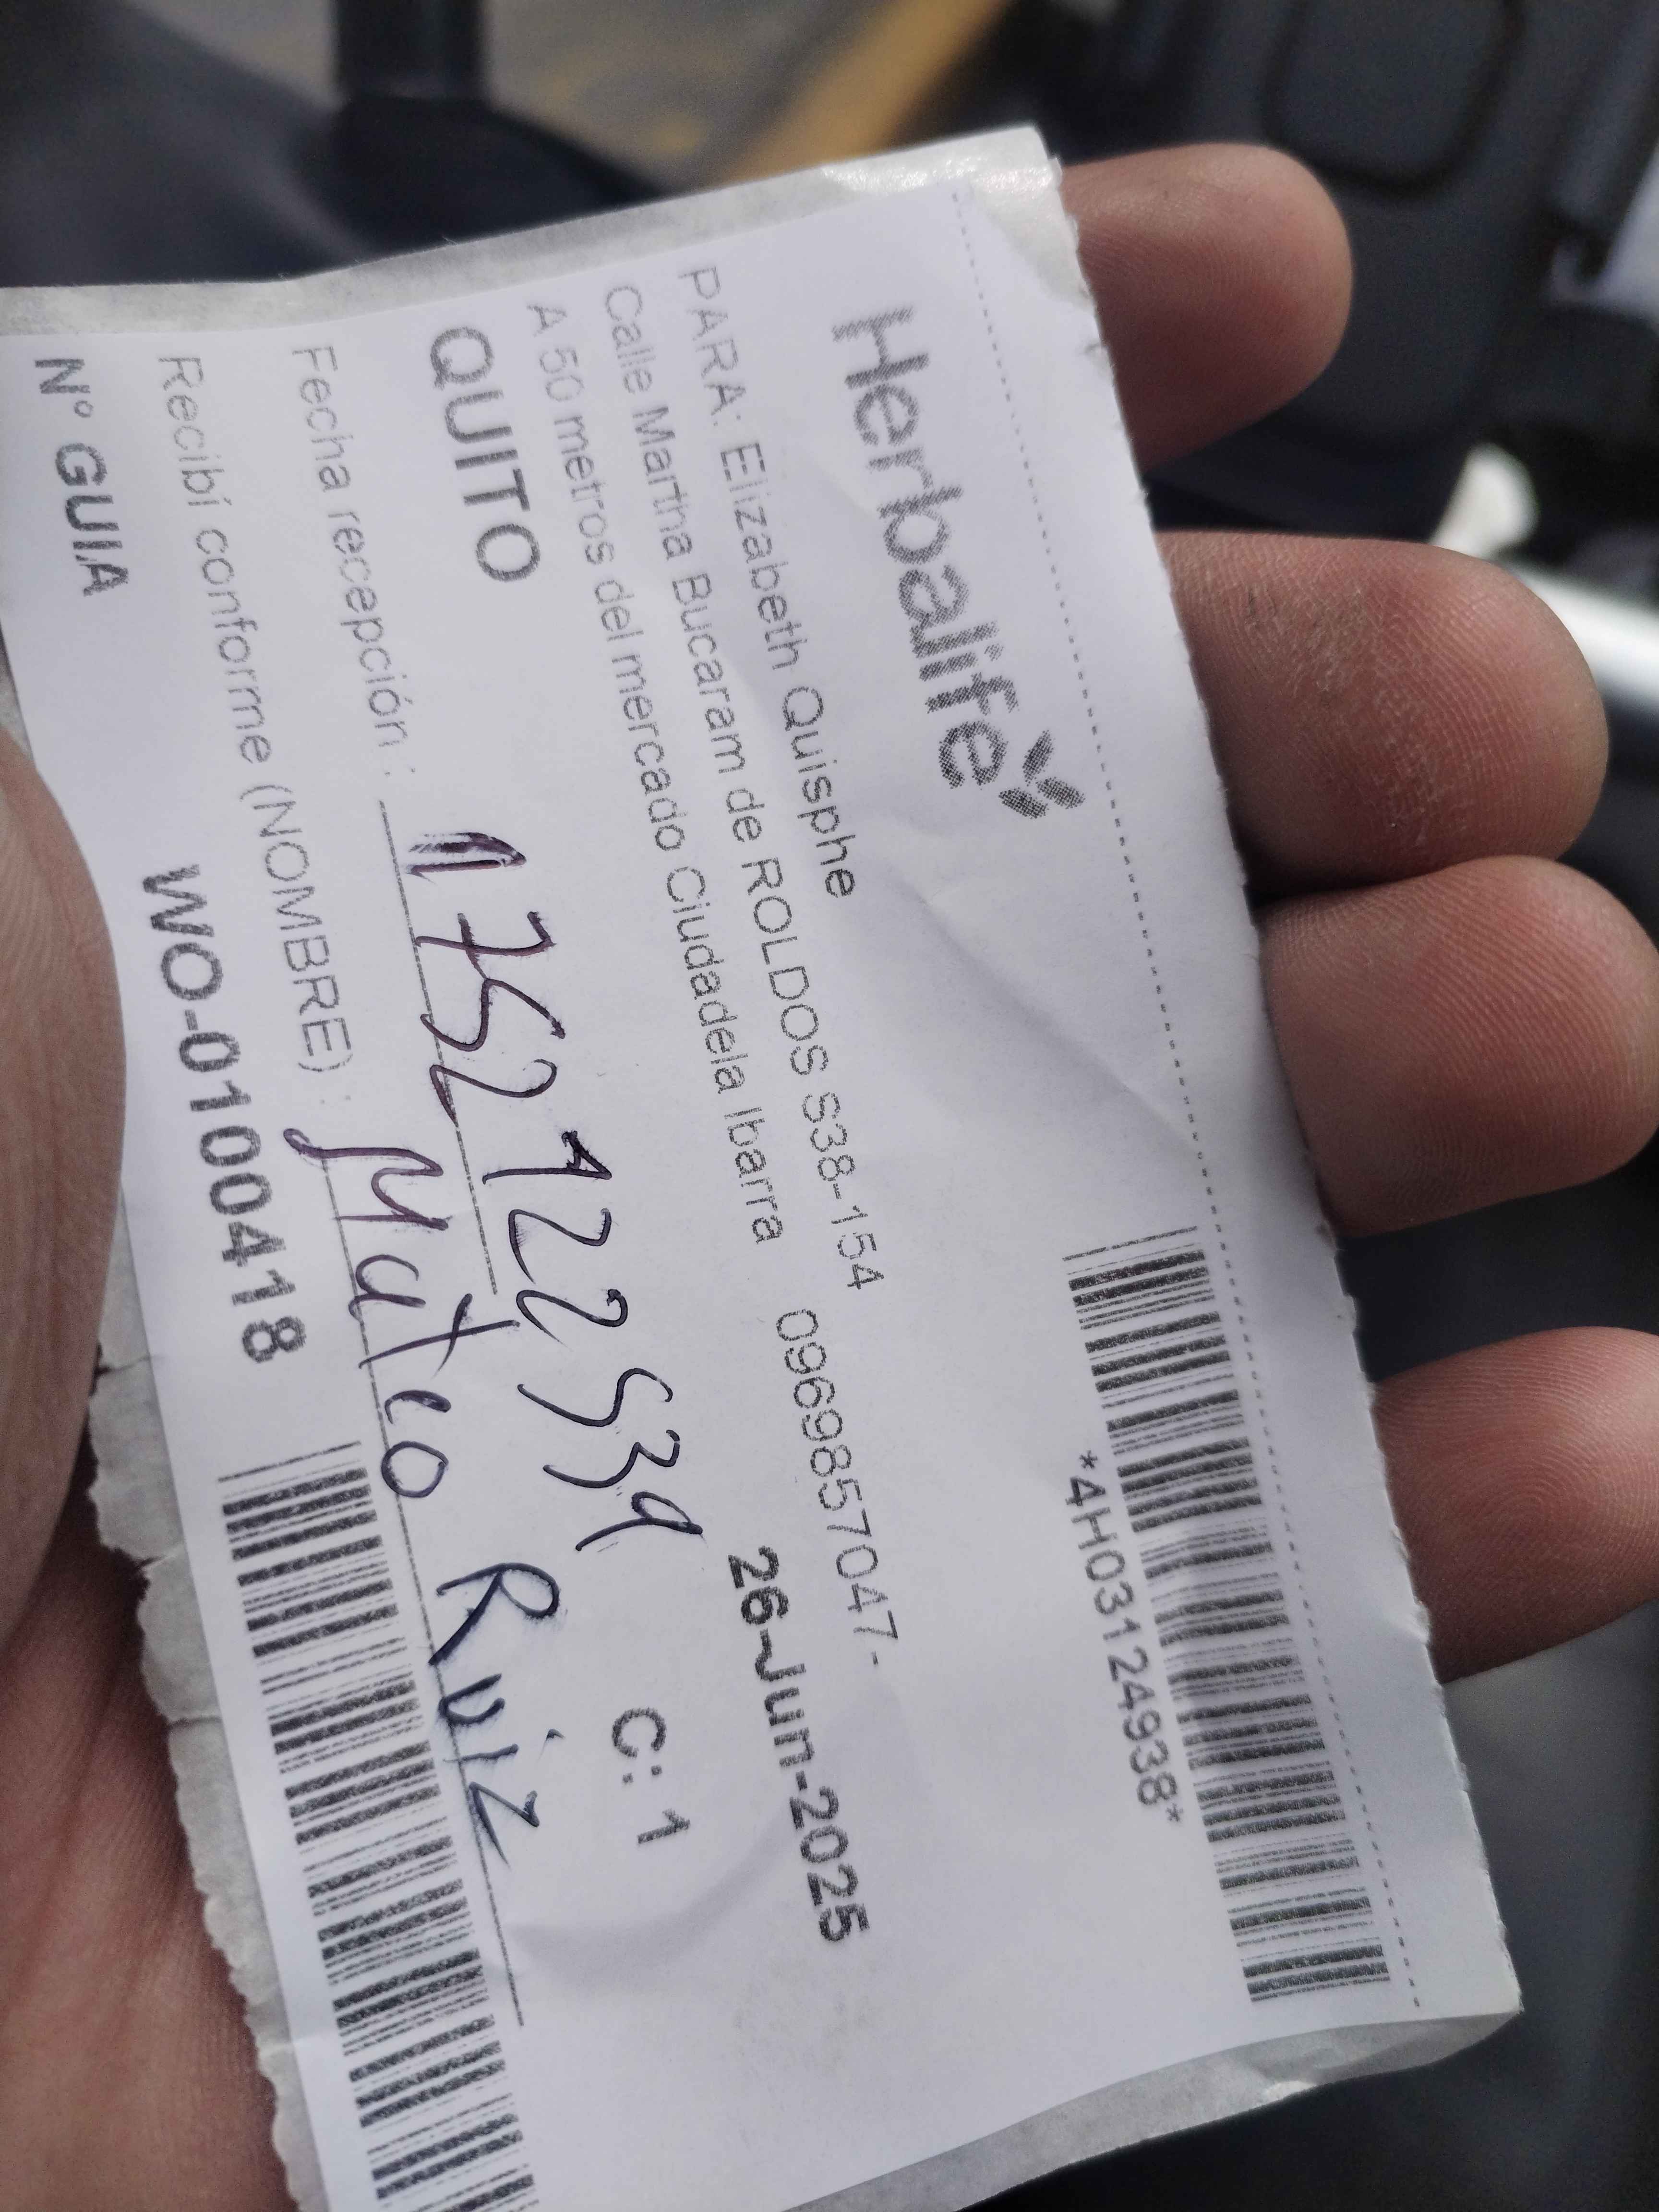 Herbalife
*4H03124938*
PARA: Elizabeth Quisphe
Calle Martha Bucaram de ROLDOS S38-154
A 50 metros del mercado Ciudadela Ibarra 0969857047-
QUITO 26-Jun-2025
C: 1
Fecha recepción : 1752122539
Recibí conforme (NOMBRE) : Mateo Ruiz
N° GUIA WO-0100418